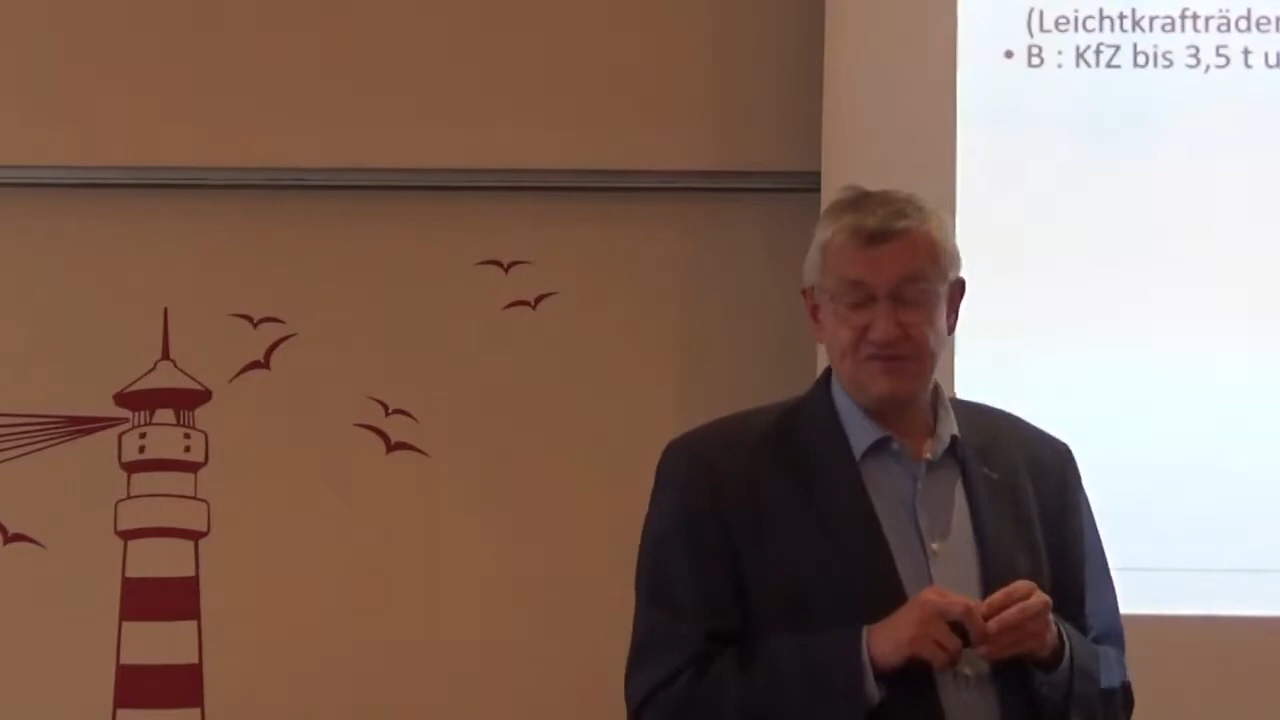 (Leichtkrafträder
• B : KfZ bis 3,5 t u